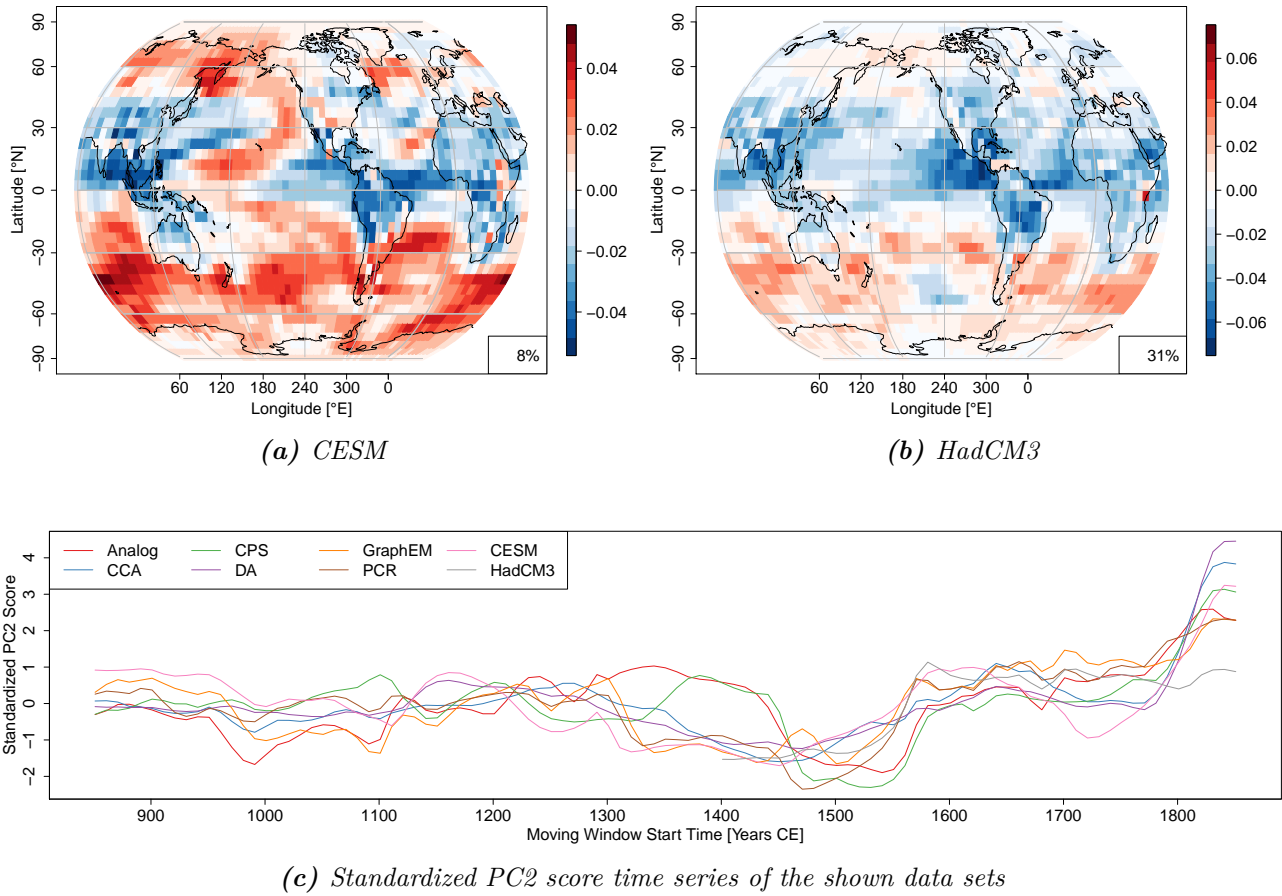 90
60
30
0
−30
−60
−90
Latitude [°N]
0.04
0.02
0.00
−0.02
−0.04
8%
60 120 180 240 300 0
Longitude [°E]
(a) CESM
90
60
30
0
−30
−60
−90
Latitude [°N]
0.06
0.04
0.02
0.00
−0.02
−0.04
−0.06
31%
60 120 180 240 300 0
Longitude [°E]
(b) HadCM3
Analog CPS GraphEM CESM
CCA DA PCR HadCM3
4
3
2
1
0
−1
−2
Standardized PC2 Score
900 1000 1100 1200 1300 1400 1500 1600 1700 1800
Moving Window Start Time [Years CE]
(c) Standardized PC2 score time series of the shown data sets